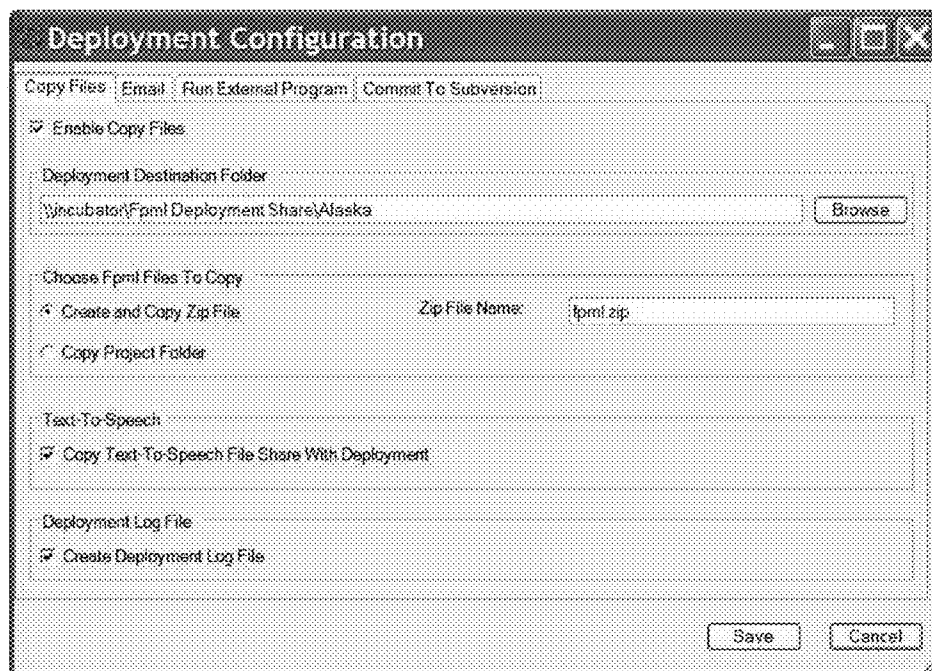 Deployment Configuration
Copy Files Email Run External Program Commit To Subversion
Enable Copy Files
Deployment Destination Folder
\\incubator\Fpml Deployment Share\Alaska Browse
Choose Fpml Files To Copy
Create and Copy Zip File Zip File Name: fpml.zip
Copy Project Folder
Text-To-Speech
Copy Text-To-Speech File Share With Deployment
Deployment Log File
Create Deployment Log File
Save Cancel